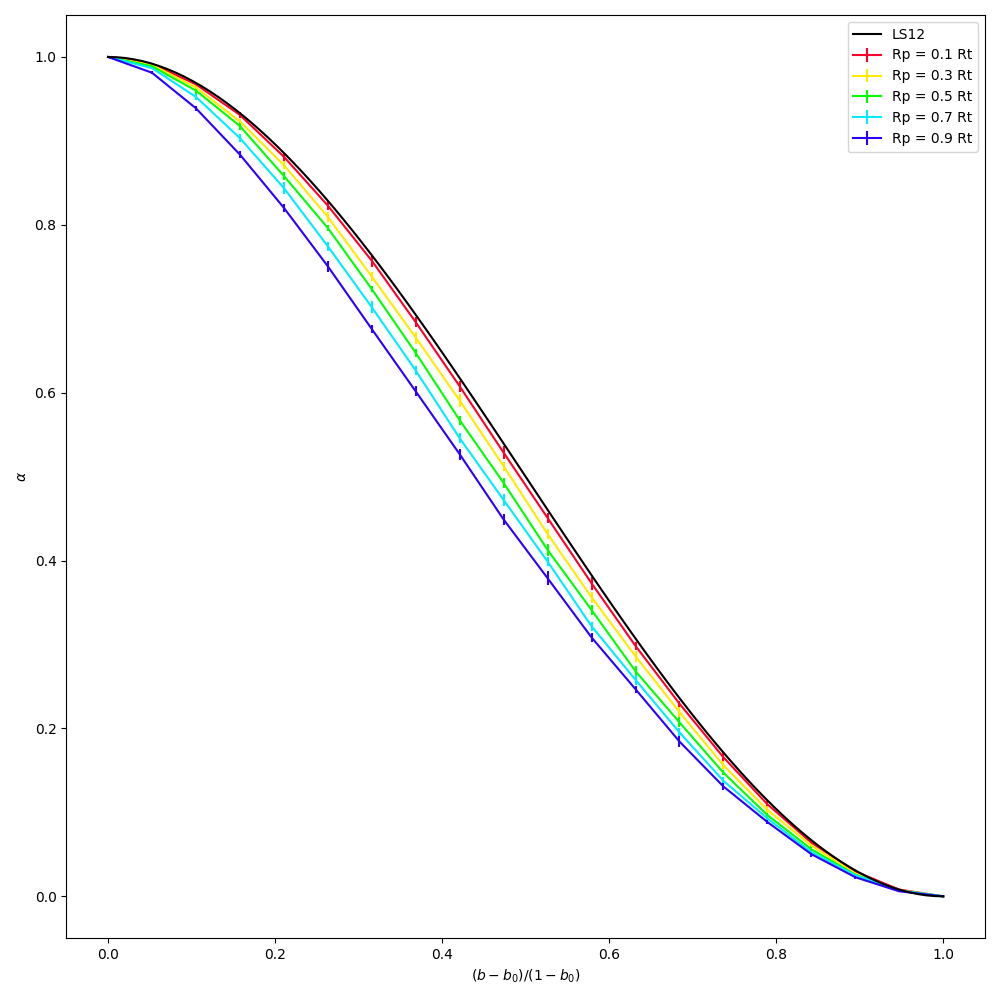 LS12
Rp = 0.1 Rt
Rp = 0.3 Rt
Rp = 0.5 Rt
Rp = 0.7 Rt
Rp = 0.9 Rt
1.0
0.8
0.6
0.4
0.2
0.0
α
0.0 0.2 0.4 0.6 0.8 1.0
(b − b₀)/(1 − b₀)